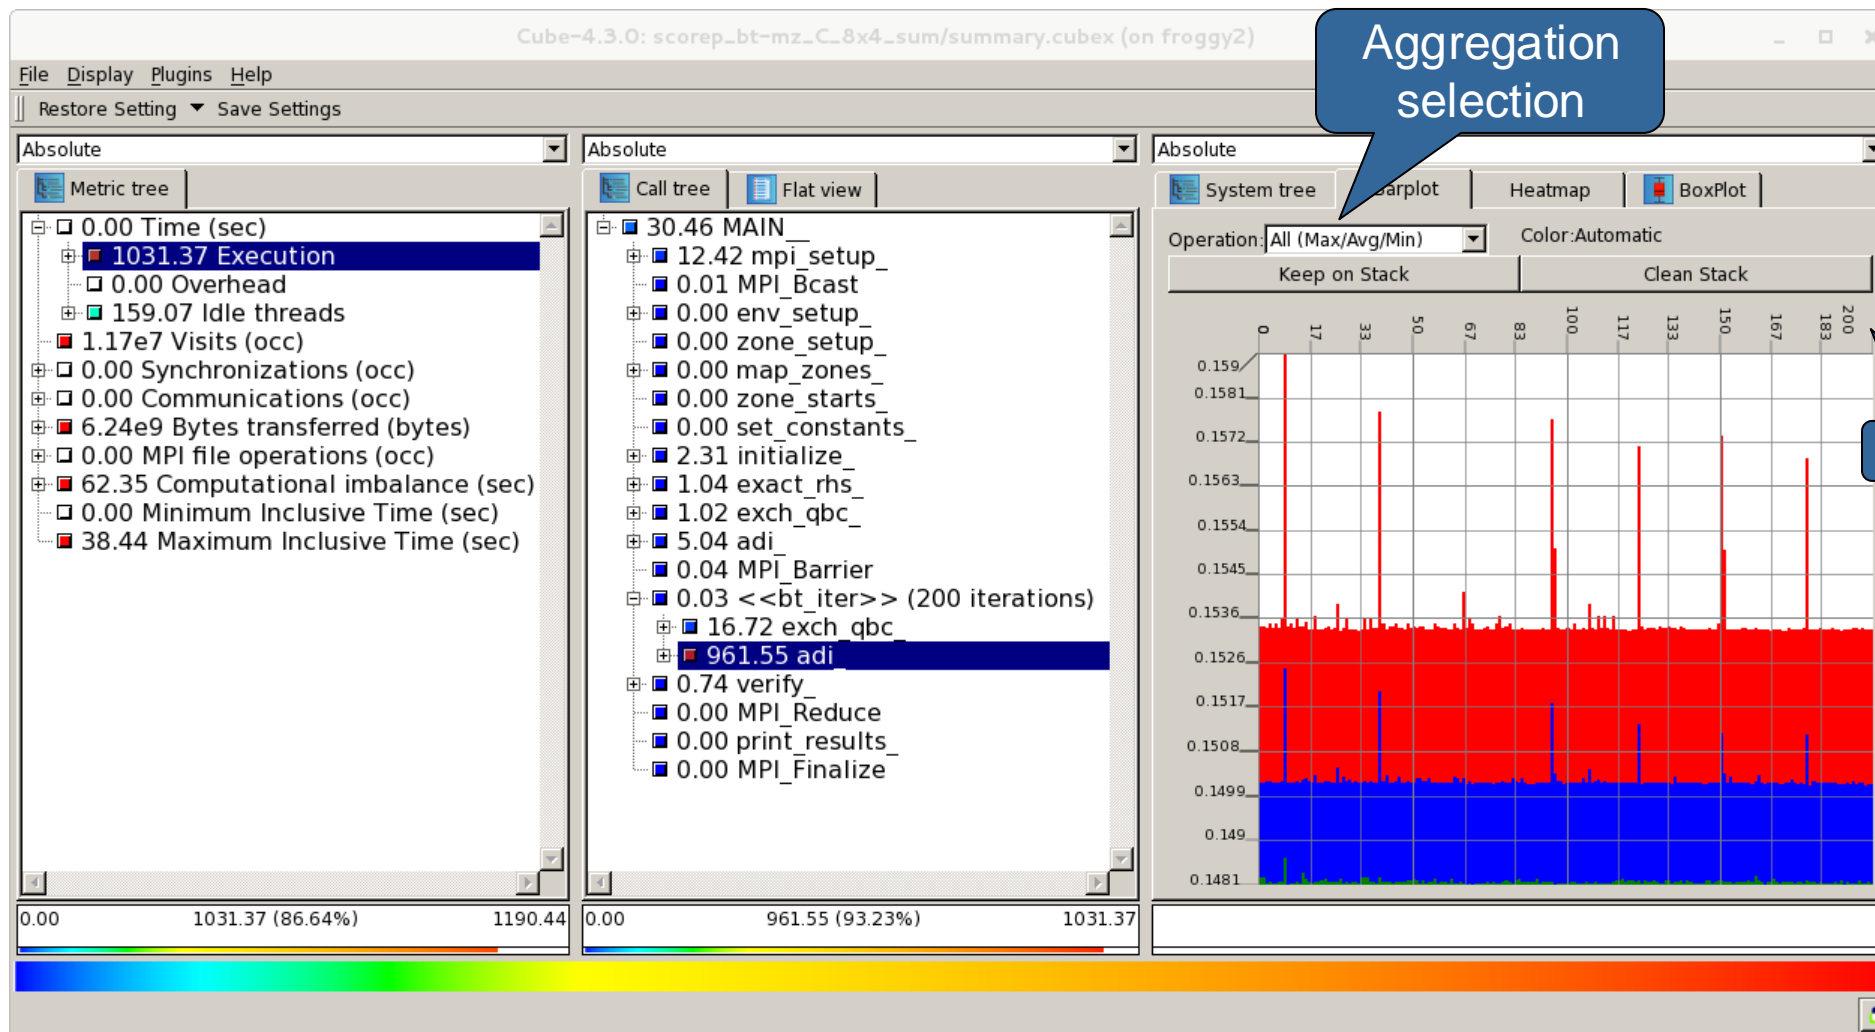 Cube-4.3.0: scorep_bt-mz_C_8x4_sum/summary.cubex (on froggy2)
Aggregation
selection
File Display Plugins Help
Restore Setting Save Settings
Absolute
Metric tree
0.00 Time (sec)
1031.37 Execution
0.00 Overhead
159.07 Idle threads
1.17e7 Visits (occ)
0.00 Synchronizations (occ)
0.00 Communications (occ)
6.24e9 Bytes transferred (bytes)
0.00 MPI file operations (occ)
62.35 Computational imbalance (sec)
0.00 Minimum Inclusive Time (sec)
38.44 Maximum Inclusive Time (sec)
0.00 1031.37 (86.64%) 1190.44
Absolute
Call tree Flat view
30.46 MAIN__
12.42 mpi_setup_
0.01 MPI_Bcast
0.00 env_setup_
0.00 zone_setup_
0.00 map_zones_
0.00 zone_starts_
0.00 set_constants_
2.31 initialize_
1.04 exact_rhs_
1.02 exch_qbc_
5.04 adi_
0.04 MPI_Barrier
0.03 <<bt_iter>> (200 iterations)
16.72 exch_qbc_
961.55 adi_
0.74 verify_
0.00 MPI_Reduce
0.00 print_results_
0.00 MPI_Finalize
0.00 961.55 (93.23%) 1031.37
Absolute
System tree Barplot Heatmap BoxPlot
Operation: All (Max/Avg/Min) Color:Automatic
Keep on Stack Clean Stack
0 17 33 50 67 83 100 117 133 150 167 183 200
0.159
0.1581
0.1572
0.1563
0.1554
0.1545
0.1536
0.1526
0.1517
0.1508
0.1499
0.149
0.1481